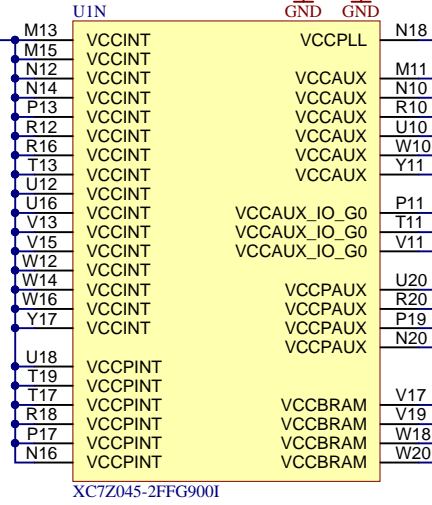 U1N GND GND
M13 VCCINT VCCPLL N18
M15 VCCINT
N12 VCCINT VCCAUX M11
N14 VCCINT VCCAUX N10
P13 VCCINT VCCAUX R10
R12 VCCINT VCCAUX U10
R16 VCCINT VCCAUX W10
T13 VCCINT VCCAUX Y11
U12 VCCINT
U16 VCCINT VCCAUX_IO_G0 P11
V13 VCCINT VCCAUX_IO_G0 T11
V15 VCCINT VCCAUX_IO_G0 V11
W12 VCCINT
W14 VCCINT VCCPAUX U20
W16 VCCINT VCCPAUX R20
Y17 VCCINT VCCPAUX P19
VCCPAUX N20
U18 VCCPINT
T19 VCCPINT
T17 VCCPINT VCCBRAM V17
R18 VCCPINT VCCBRAM V19
P17 VCCPINT VCCBRAM W18
N16 VCCPINT VCCBRAM W20
XC7Z045-2FFG900I